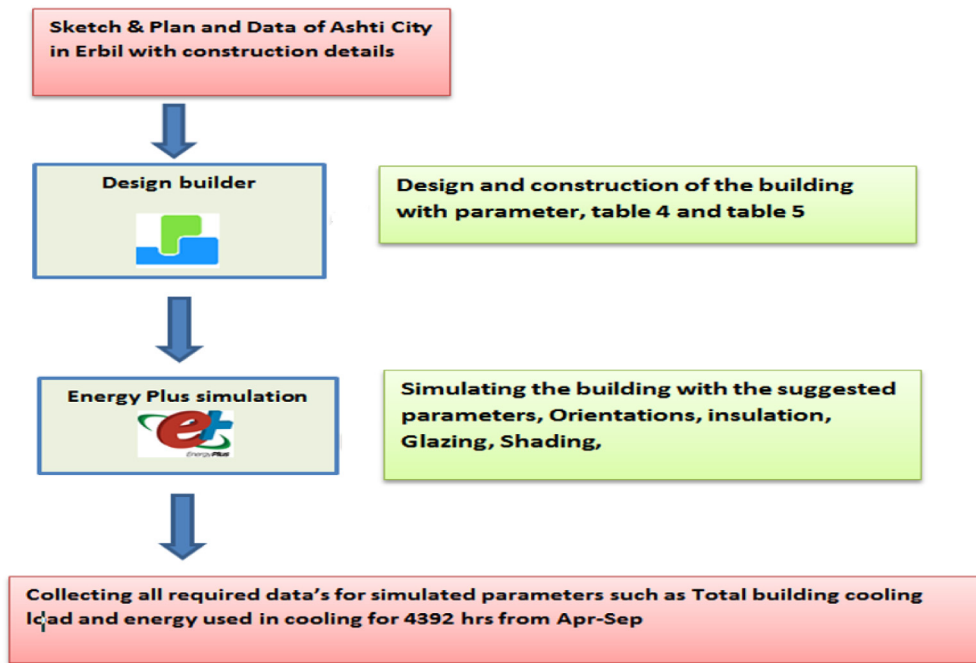 Sketch & Plan and Data of Ashti City
in Erbil with construction details
Design builder
Design and construction of the building
with parameter, table 4 and table 5
Energy Plus simulation
e+
EnergyPlus
Simulating the building with the suggested
parameters, Orientations, insulation,
Glazing, Shading,
Collecting all required data's for simulated parameters such as Total building cooling
load and energy used in cooling for 4392 hrs from Apr-Sep